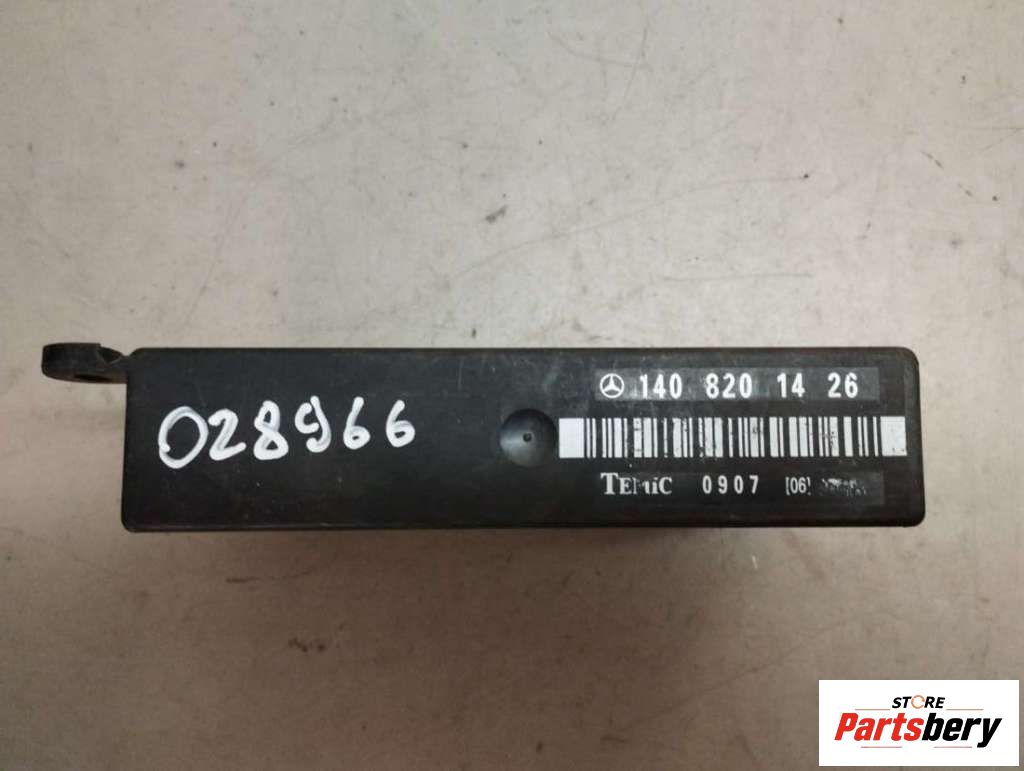 140 820 14 26
028966
TEMIC 0907 [06]
STORE
Partsbery